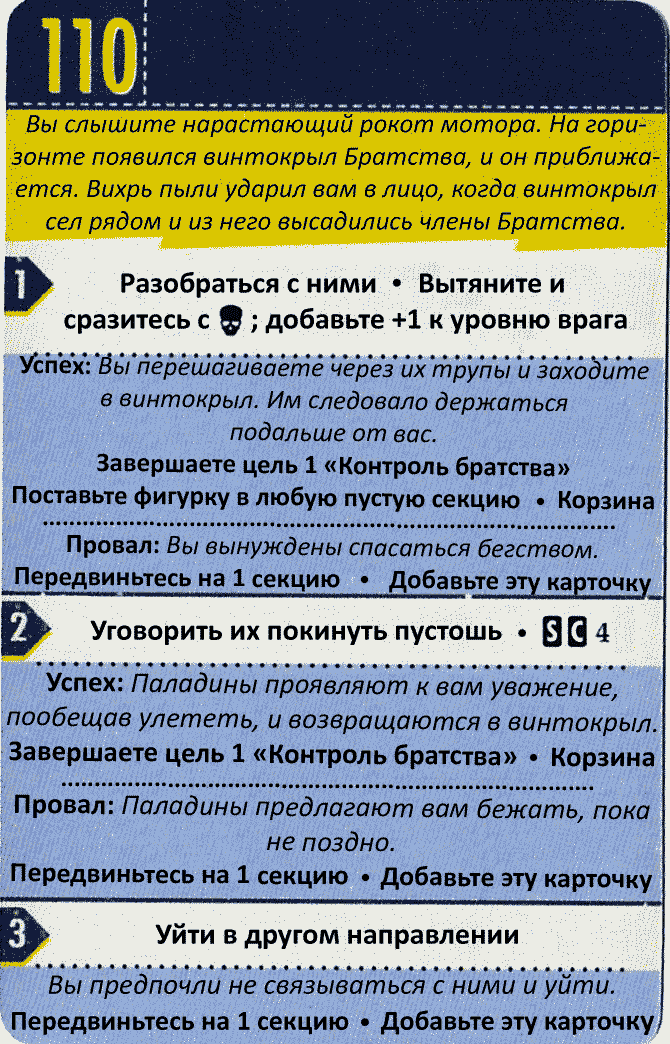 110
Вы слышите нарастающий рокот мотора. На гори-
зонте появился винтокрыл Братства, и он приближа-
ется. Вихрь пыли ударил вам в лицо, когда винтокрыл
сел рядом и из него высадились члены Братства.
1
Разобраться с ними • Вытяните и
сразитесь с ; добавьте +1 к уровню врага
Успех: Вы перешагиваете через их трупы и заходите
в винтокрыл. Им следовало держаться
подальше от вас.
Завершаете цель 1 «Контроль братства»
Поставьте фигурку в любую пустую секцию • Корзина
Провал: Вы вынуждены спасаться бегством.
Передвиньтесь на 1 секцию • Добавьте эту карточку
2
Уговорить их покинуть пустошь • S C 4
Успех: Паладины проявляют к вам уважение,
пообещав улететь, и возвращаются в винтокрыл.
Завершаете цель 1 «Контроль братства» • Корзина
Провал: Паладины предлагают вам бежать, пока
не поздно.
Передвиньтесь на 1 секцию • Добавьте эту карточку
3
Уйти в другом направлении
Вы предпочли не связываться с ними и уйти.
Передвиньтесь на 1 секцию • Добавьте эту карточку